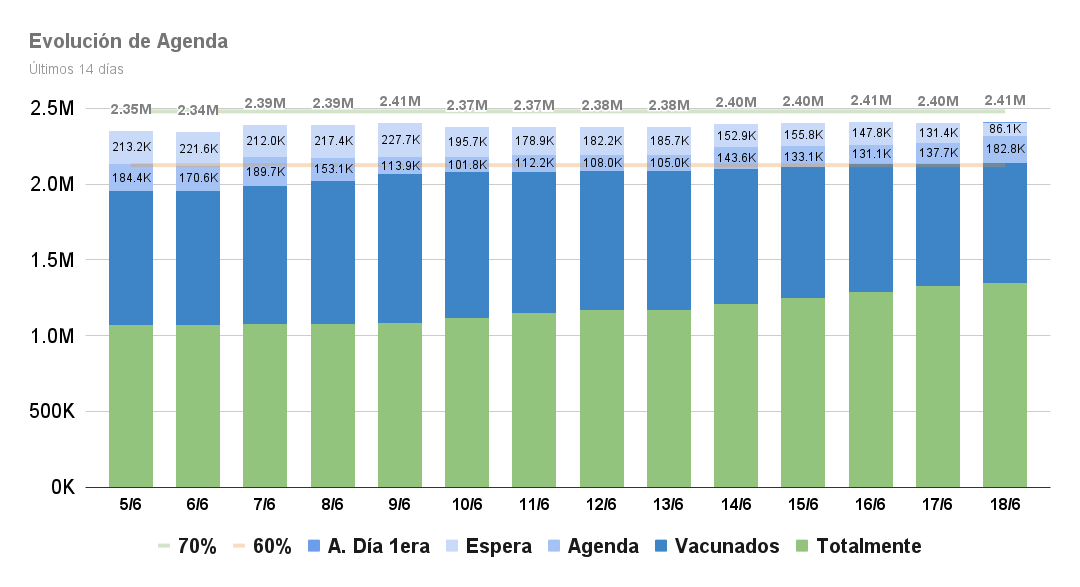 Evolución de Agenda
Últimos 14 días
2.35M 2.34M 2.39M 2.39M 2.41M 2.37M 2.37M 2.38M 2.38M 2.40M 2.40M 2.41M 2.40M 2.41M
2.5M
213.2K 221.6K 212.0K 217.4K 227.7K 195.7K 178.9K 182.2K 185.7K 152.9K 155.8K 147.8K 131.4K 86.1K
184.4K 170.6K 189.7K 153.1K 113.9K 101.8K 112.2K 108.0K 105.0K 143.6K 133.1K 131.1K 137.7K 182.8K
2.0M
1.5M
1.0M
500K
0K
5/6 6/6 7/6 8/6 9/6 10/6 11/6 12/6 13/6 14/6 15/6 16/6 17/6 18/6
70% 60% A. Día 1era Espera Agenda Vacunados Totalmente